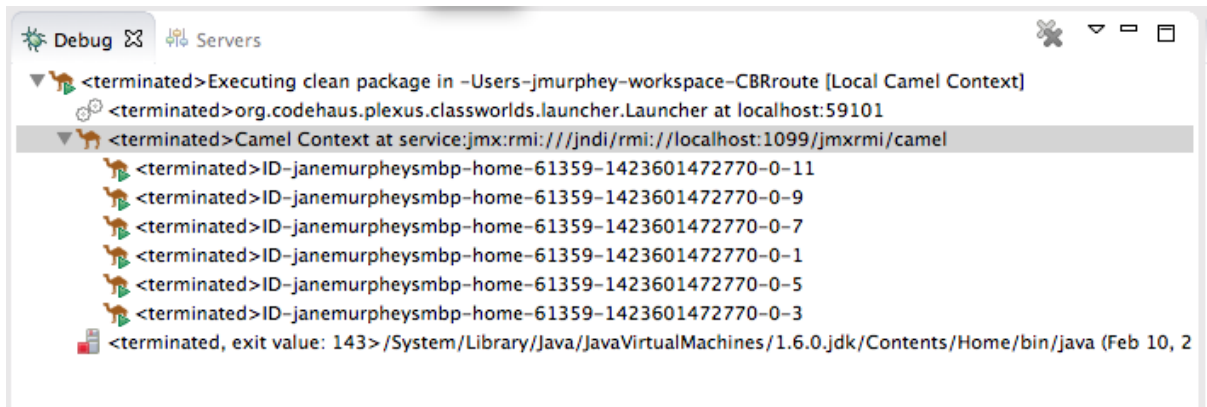 Debug Servers
<terminated>Executing clean package in -Users-jmurphey-workspace-CBRroute [Local Camel Context]
<terminated>org.codehaus.plexus.classworlds.launcher.Launcher at localhost:59101
<terminated>Camel Context at service:jmx:rmi:///jndi/rmi://localhost:1099/jmxrmi/camel
<terminated>ID-janemurpheysmbp-home-61359-1423601472770-0-11
<terminated>ID-janemurpheysmbp-home-61359-1423601472770-0-9
<terminated>ID-janemurpheysmbp-home-61359-1423601472770-0-7
<terminated>ID-janemurpheysmbp-home-61359-1423601472770-0-1
<terminated>ID-janemurpheysmbp-home-61359-1423601472770-0-5
<terminated>ID-janemurpheysmbp-home-61359-1423601472770-0-3
<terminated, exit value: 143>/System/Library/Java/JavaVirtualMachines/1.6.0.jdk/Contents/Home/bin/java (Feb 10, 2